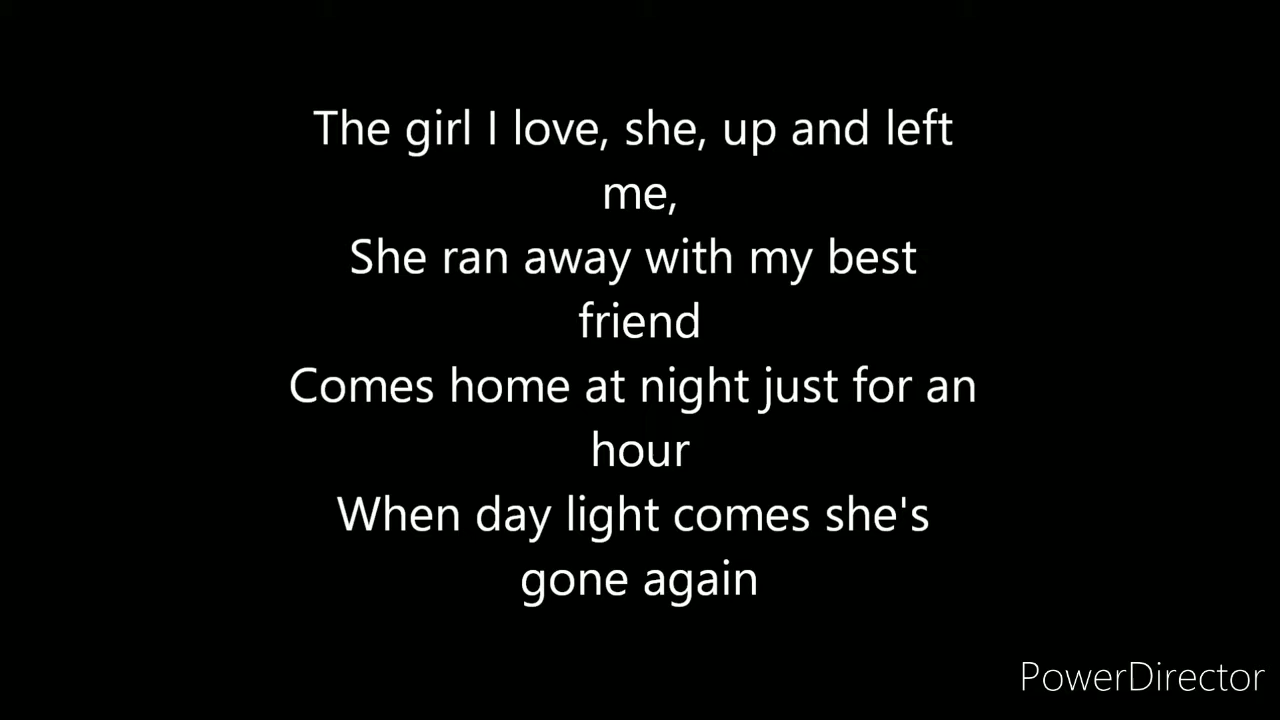 The girl I love, she, up and left
me,
She ran away with my best
friend
Comes home at night just for an
hour
When day light comes she's
gone again
PowerDirector